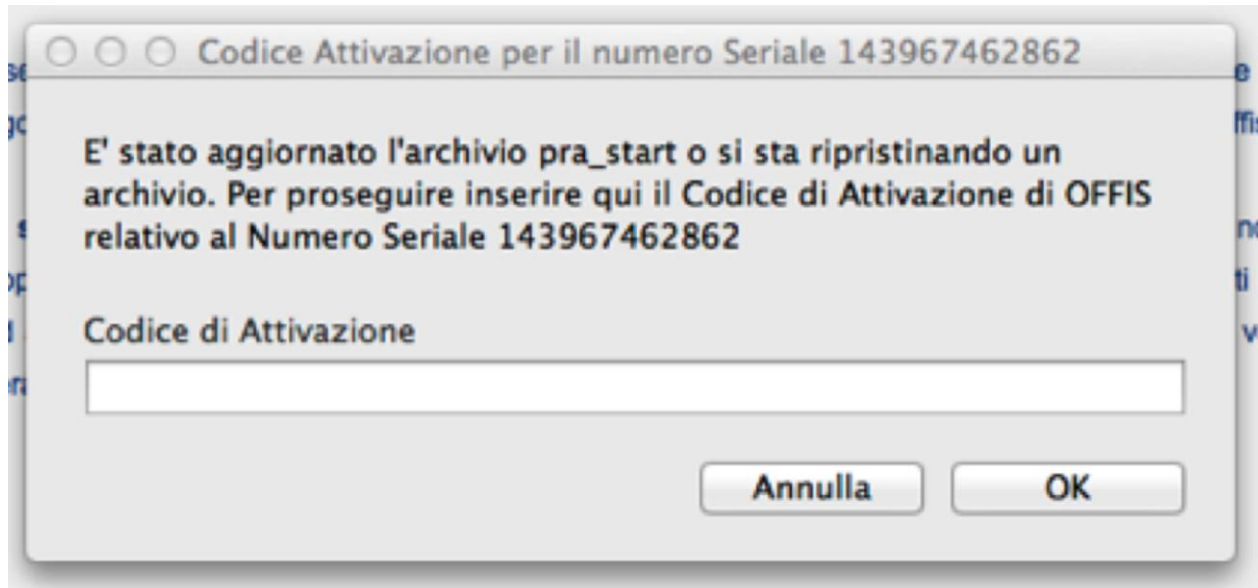 Codice Attivazione per il numero Seriale 143967462862
E' stato aggiornato l'archivio pra_start o si sta ripristinando un
archivio. Per proseguire inserire qui il Codice di Attivazione di OFFIS
relativo al Numero Seriale 143967462862
Codice di Attivazione
Annulla OK